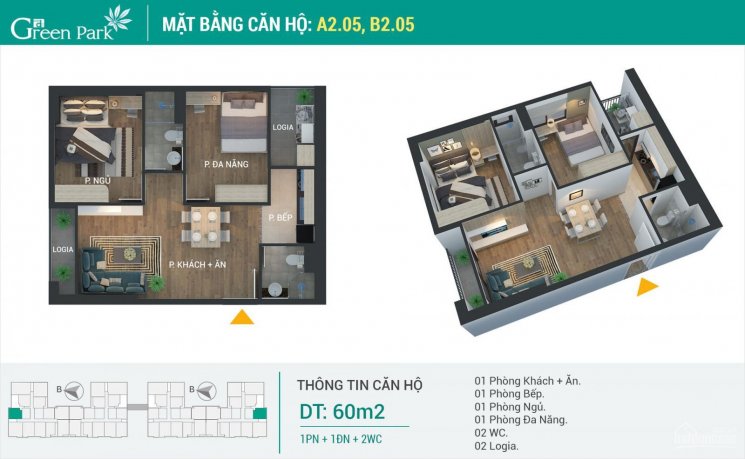 Green Park
MẶT BẰNG CĂN HỘ: A2.05, B2.05
P. NGỦ
P. ĐA NĂNG
LOGIA
P. BẾP
LOGIA
P. KHÁCH + ĂN
B
B
THÔNG TIN CĂN HỘ
DT: 60m2
1PN + 1ĐN + 2WC
01 Phòng Khách + Ăn.
01 Phòng Bếp.
01 Phòng Ngủ.
01 Phòng Đa Năng.
02 WC.
02 Logia.